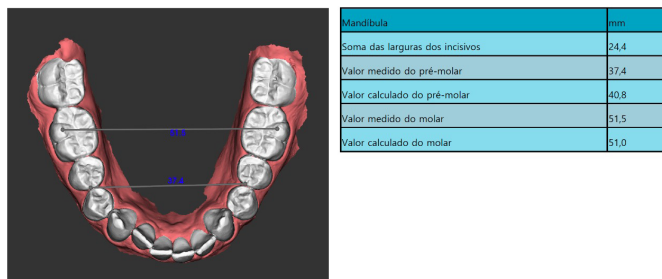 51,5
37,4
Mandíbula mm
Soma das larguras dos incisivos 24,4
Valor medido do pré-molar 37,4
Valor calculado do pré-molar 40,8
Valor medido do molar 51,5
Valor calculado do molar 51,0